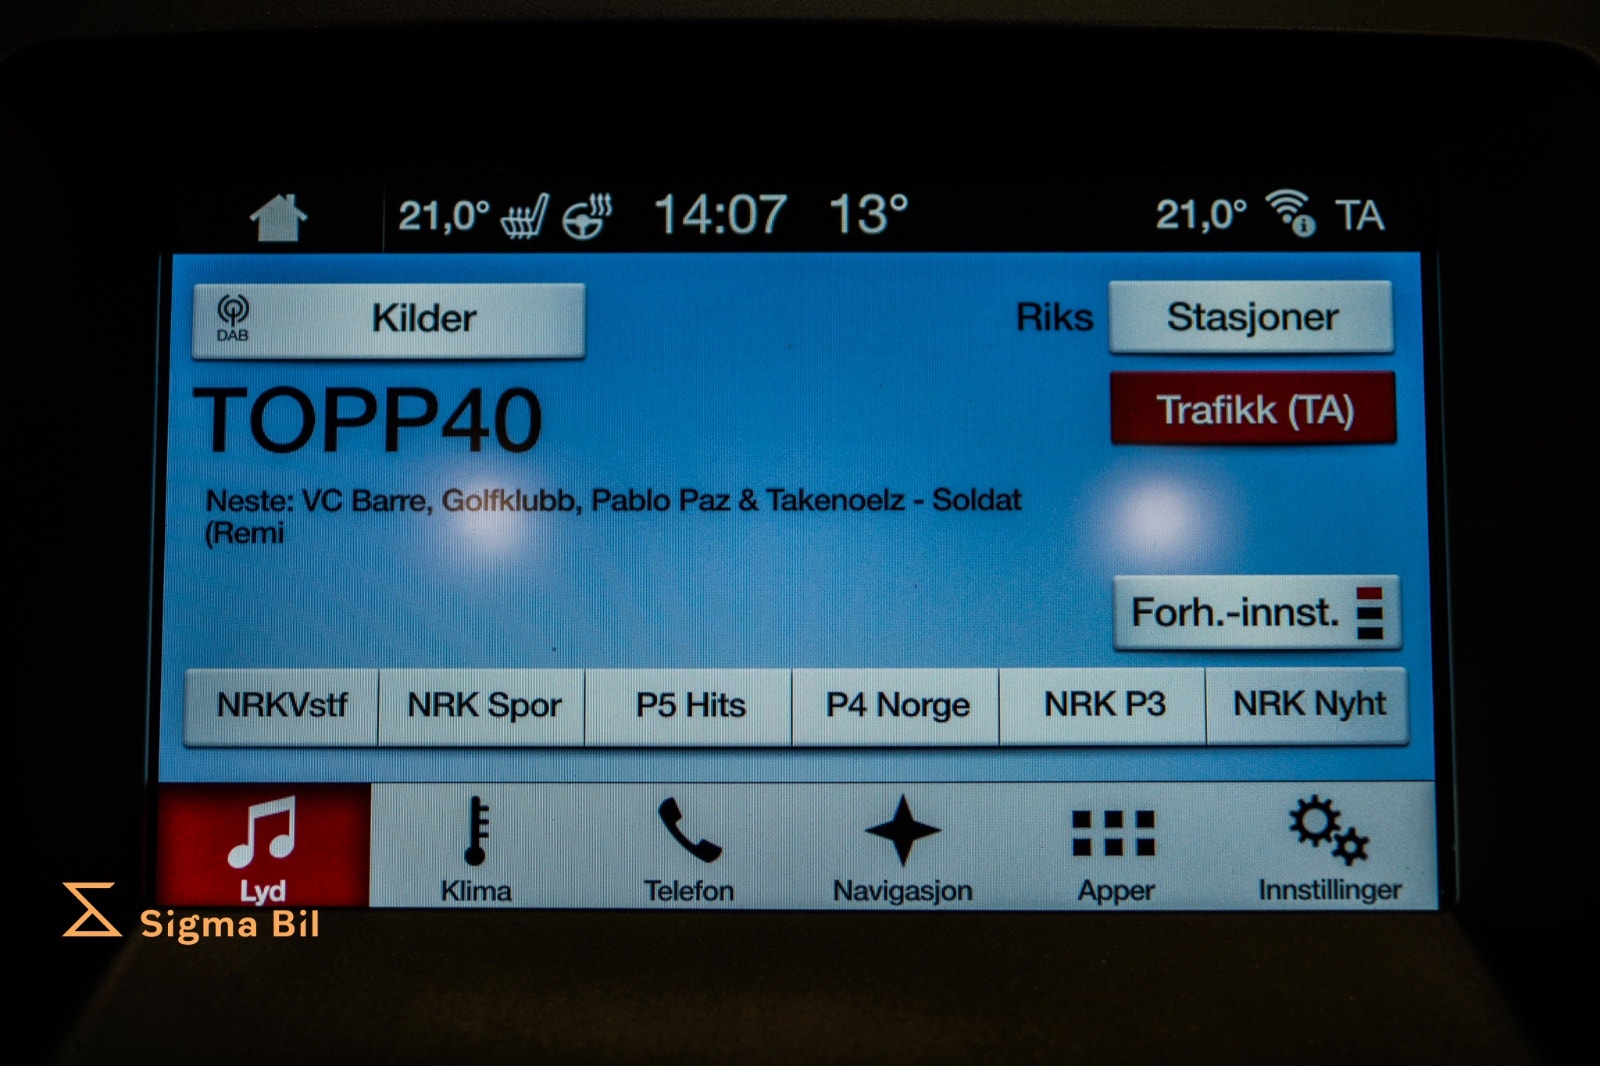 21,0° 14:07 13° 21,0° TA
DAB Kilder Riks Stasjoner
TOPP40 Trafikk (TA)
Neste: VC Barre, Golfklubb, Pablo Paz & Takenoelz - Soldat
(Remi
Forh.-innst.
NRKVstf NRK Spor P5 Hits P4 Norge NRK P3 NRK Nyht
Lyd Klima Telefon Navigasjon Apper Innstillinger
Sigma Bil